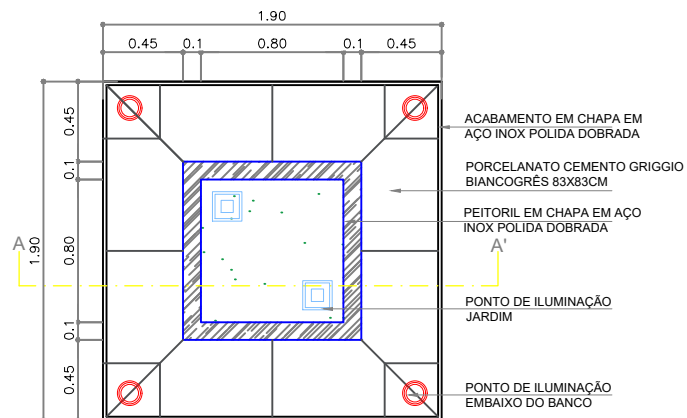 1.90
0.45 0.1 0.80 0.1 0.45
0.45
0.1
0.80
0.1
0.45
1.90
A A'
ACABAMENTO EM CHAPA EM
AÇO INOX POLIDA DOBRADA
PORCELANATO CEMENTO GRIGGIO
BIANCOGRÊS 83X83CM
PEITORIL EM CHAPA EM AÇO
INOX POLIDA DOBRADA
PONTO DE ILUMINAÇÃO
JARDIM
PONTO DE ILUMINAÇÃO
EMBAIXO DO BANCO